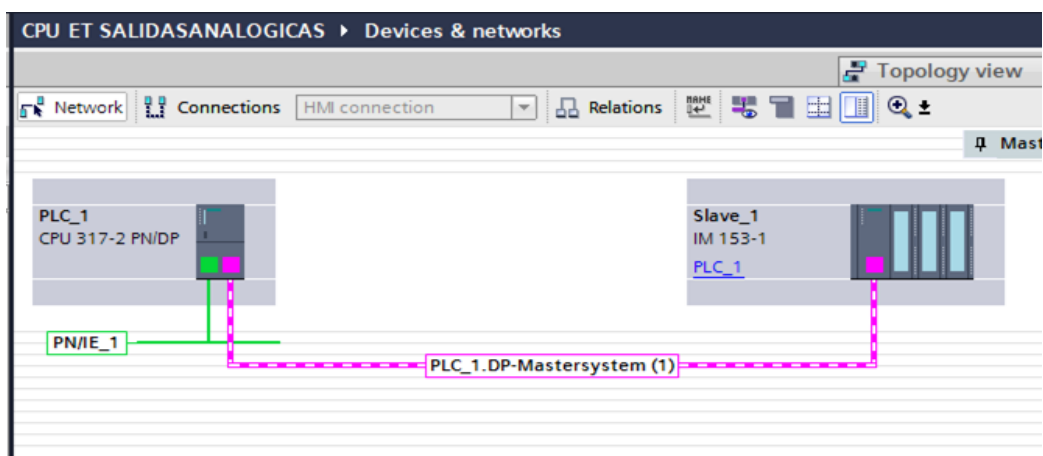 CPU ET SALIDASANALOGICAS ▸ Devices & networks
Topology view
Network Connections HMI connection Relations
Mast
PLC_1
CPU 317-2 PN/DP
Slave_1
IM 153-1
PLC_1
PN/IE_1
PLC_1.DP-Mastersystem (1)